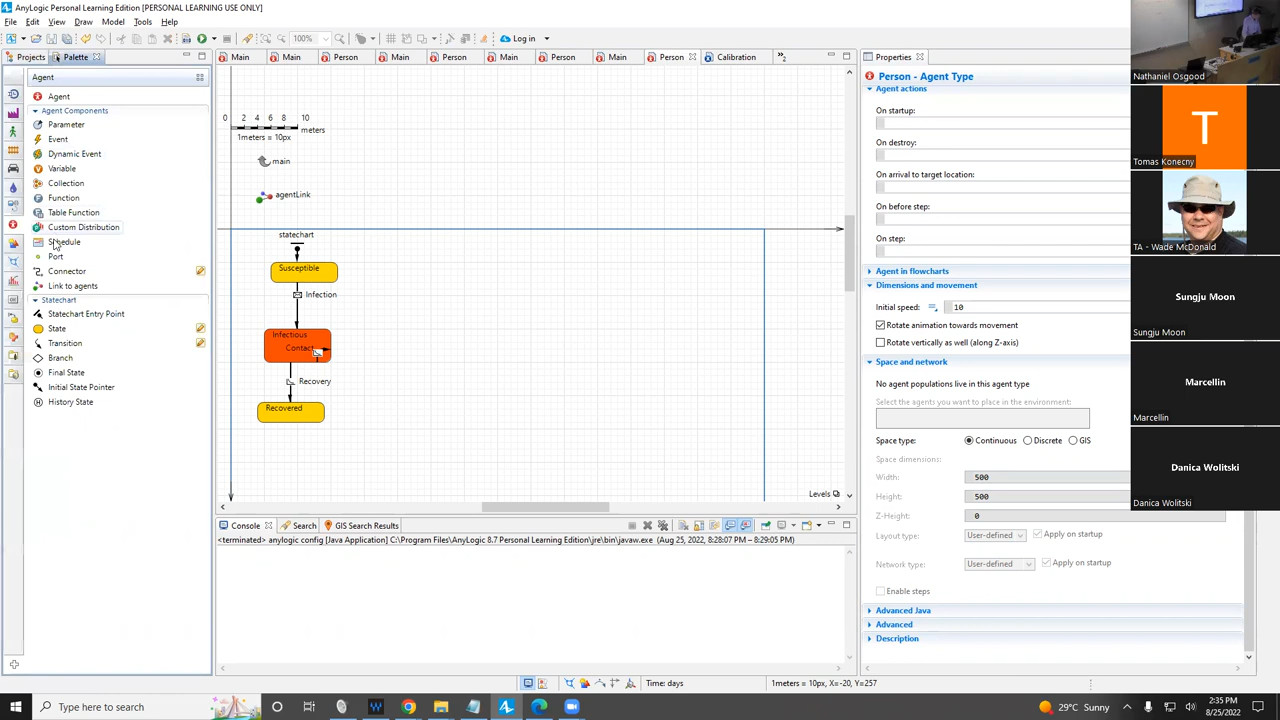 AnyLogic Personal Learning Edition [PERSONAL LEARNING USE ONLY]
File Edit View Draw Model Tools Help
100% Log in
Projects Palette
Main Main Person Main Person Main Person Main Person Calibration 2
Agent
Agent
Agent Components
Parameter
Event
Dynamic Event
Variable
Collection
Function
Table Function
Custom Distribution
Schedule
Port
Connector
Link to agents
Statechart
Statechart Entry Point
State
Transition
Branch
Final State
Initial State Pointer
History State
0 2 4 6 8 10
meters
1meters = 10px
main
agentLink
statechart
Susceptible
Infection
Infectious
Contact
Recovery
Recovered
Levels
Console Search GIS Search Results
<terminated> anylogic config [Java Application] C:\Program Files\AnyLogic 8.7 Personal Learning Edition\jre\bin\javaw.exe (Aug 25, 2022, 8:28:07 PM – 8:29:05 PM)
Properties
Person - Agent Type
Agent actions
On startup:
On destroy:
On arrival to target location:
On before step:
On step:
Agent in flowcharts
Dimensions and movement
Initial speed: 10
Rotate animation towards movement
Rotate vertically as well (along Z-axis)
Space and network
No agent populations live in this agent type
Select the agents you want to place in the environment:
Space type: Continuous Discrete GIS
Space dimensions:
Width: 500
Height: 500
Z-Height: 0
Layout type: User-defined Apply on startup
Network type: User-defined Apply on startup
Enable steps
Advanced Java
Advanced
Description
Nathaniel Osgood
T
Tomas Konecny
TA - Wade McDonald
Sungju Moon
Sungju Moon
Marcellin
Marcellin
Danica Wolitski
Danica Wolitski
Time: days 1meters = 10px, X=-20, Y=257
Type here to search
29°C Sunny
2:35 PM
8/25/2022